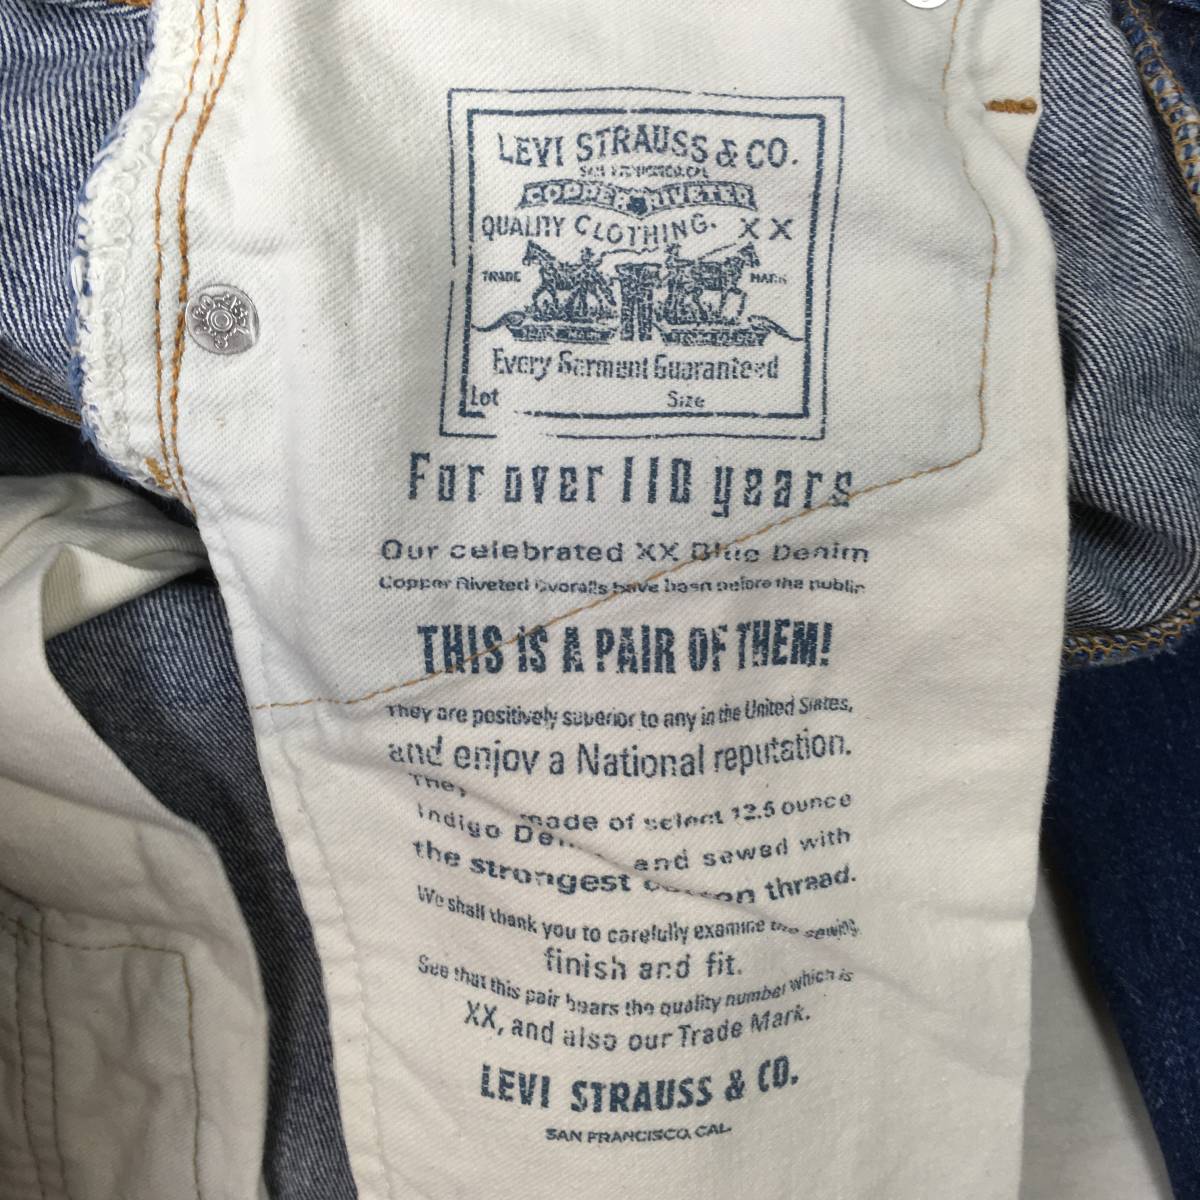 LEVI STRAUSS & CO.
SAN FRANCISCO, CAL.
COPPER RIVETED
QUALITY CLOTHING. XX
TRADE MARK
Every Garment Guaranteed
Lot Size
For over 110 years
Our celebrated XX Blue Denim
Copper Riveted Overalls have been before the public
THIS IS A PAIR OF THEM!
They are positively superior to any in the United States,
and enjoy a National reputation.
They made of select 12.5 ounce
Indigo and sewed with
the strongest cotton thread.
We shall thank you to carefully examine the sewing,
finish and fit.
See that this pair bears the quality number which is
XX, and also our Trade Mark.
LEVI STRAUSS & CO.
SAN FRANCISCO, CAL.